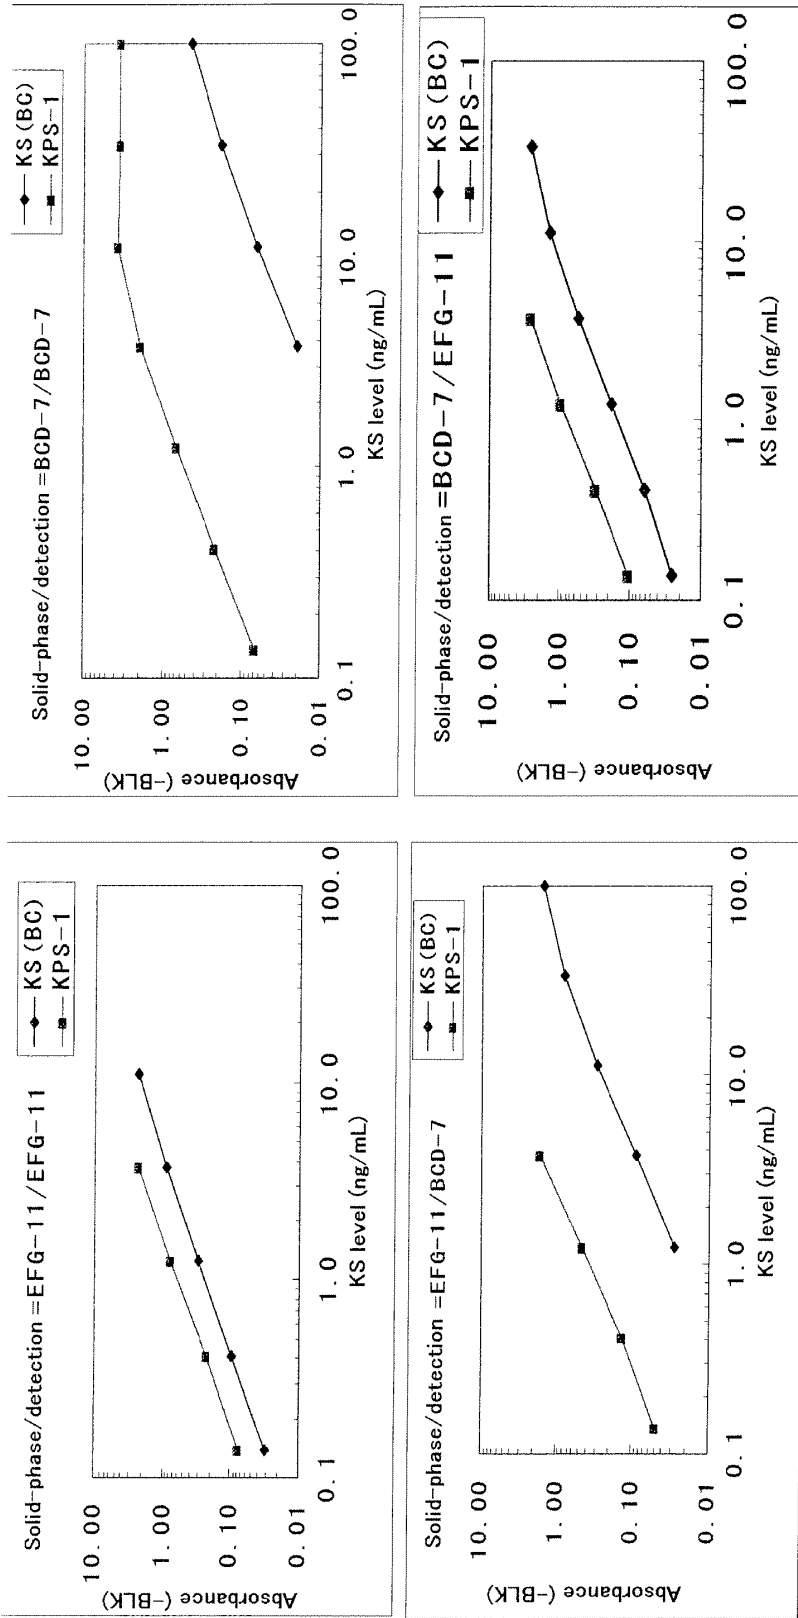 Solid-phase/detection =EFG-11/EFG-11
KS(BC)
KPS-1
Absorbance (-BLK)
10.00
1.00
0.10
0.01
0.1
1.0
10.0
100.0
KS level (ng/mL)
Solid-phase/detection =BCD-7/BCD-7
KS(BC)
KPS-1
Absorbance (-BLK)
10.00
1.00
0.10
0.01
0.1
1.0
10.0
100.0
KS level (ng/mL)
Solid-phase/detection =EFG-11/BCD-7
KS(BC)
KPS-1
Absorbance (-BLK)
10.00
1.00
0.10
0.01
0.1
1.0
10.0
100.0
KS level (ng/mL)
Solid-phase/detection =BCD-7/EFG-11
KS(BC)
KPS-1
Absorbance (-BLK)
10.00
1.00
0.10
0.01
0.1
1.0
10.0
100.0
KS level (ng/mL)